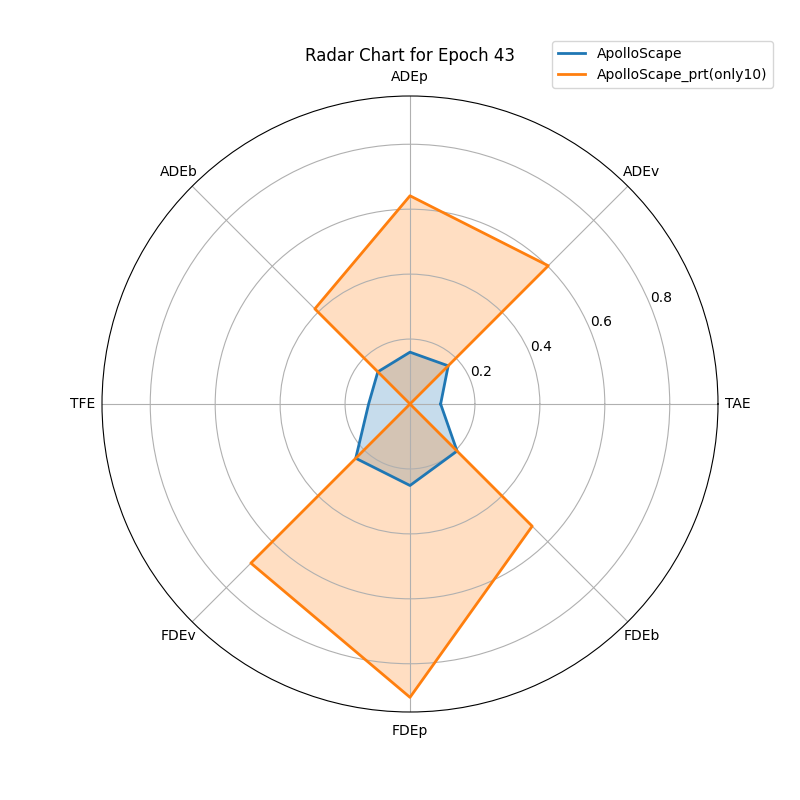 Radar Chart for Epoch 43
ApolloScape
ApolloScape_prt(only10)
ADEp
ADEb
ADEv
0.8
0.6
0.4
0.2
TFE
TAE
FDEv
FDEb
FDEp